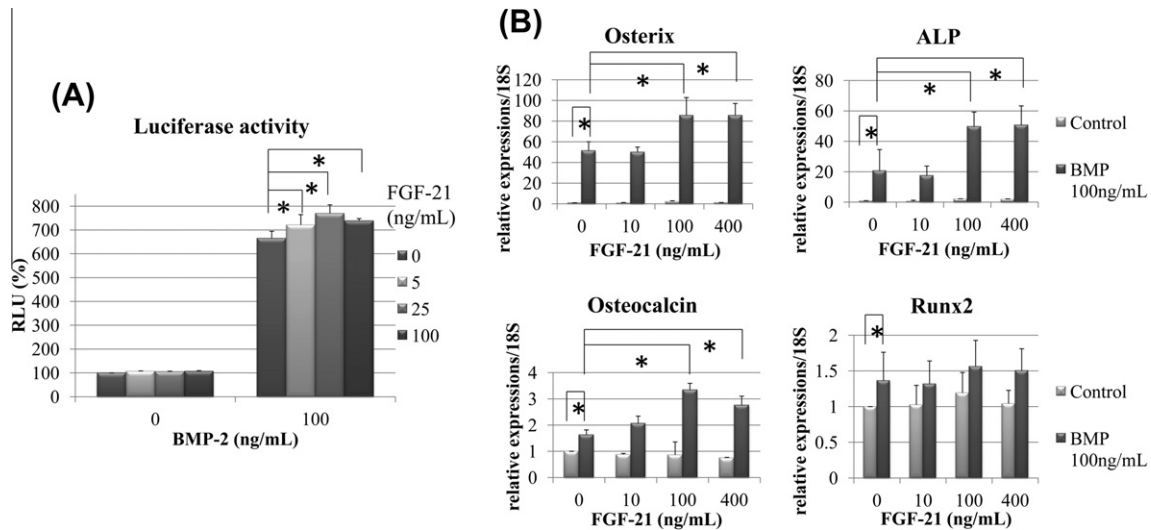 (A)
Luciferase activity
*
*
*
FGF-21
(ng/mL)
0
5
25
100
RLU (%)
800
700
600
500
400
300
200
100
0
0
100
BMP-2 (ng/mL)
(B)
Osterix
relative expressions/18S
120
100
80
60
40
20
0
*
*
*
0 10 100 400
FGF-21 (ng/mL)
ALP
relative expressions/18S
80
60
40
20
0
*
*
*
0 10 100 400
FGF-21 (ng/mL)
Control
BMP
100ng/mL
Osteocalcin
relative expressions/18S
4
3
2
1
0
*
*
*
0 10 100 400
FGF-21 (ng/mL)
Runx2
relative expressions/18S
2
1.5
1
0.5
0
*
0 10 100 400
FGF-21 (ng/mL)
Control
BMP
100ng/mL